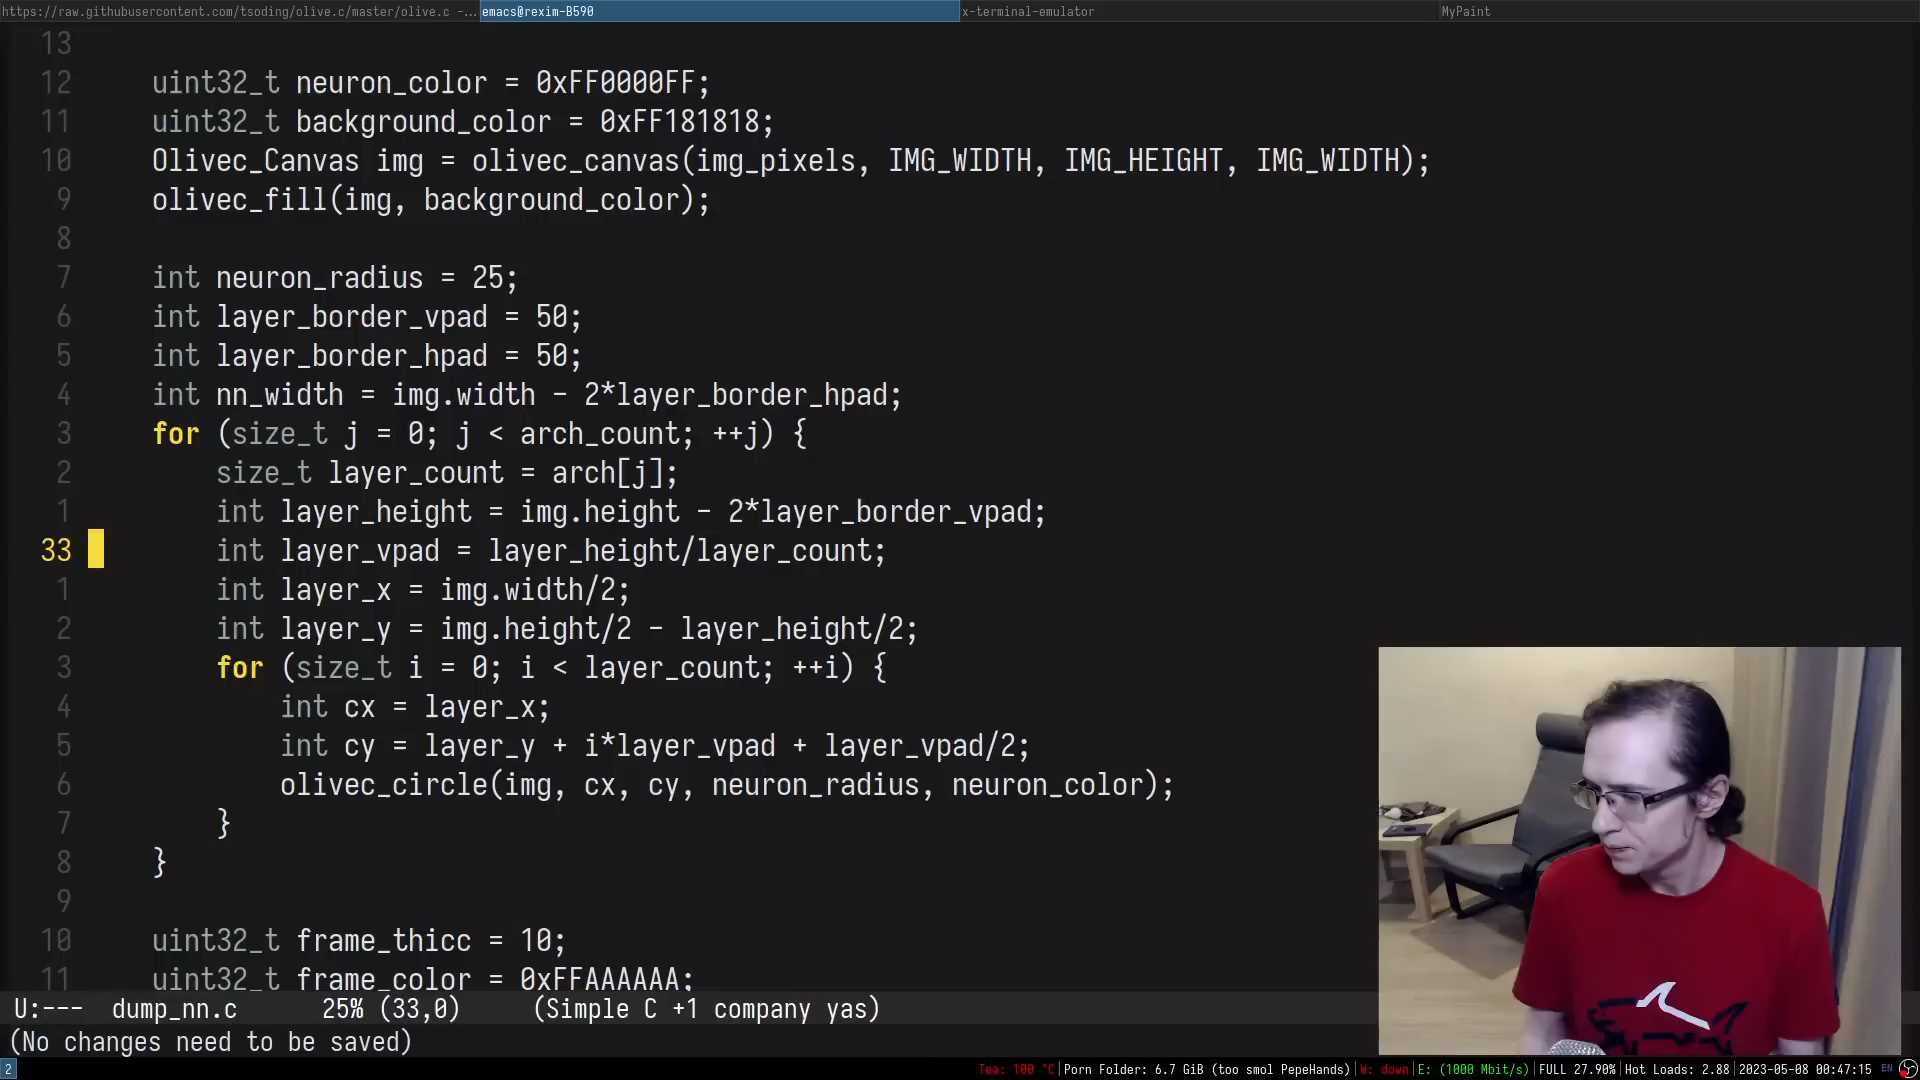 https://raw.githubusercontent.com/tsoding/olive.c/master/olive.c -... emacs@rexim-B590 x-terminal-emulator MyPaint
13
12 uint32_t neuron_color = 0xFF0000FF;
11 uint32_t background_color = 0xFF181818;
10 Olivec_Canvas img = olivec_canvas(img_pixels, IMG_WIDTH, IMG_HEIGHT, IMG_WIDTH);
9 olivec_fill(img, background_color);
8
7 int neuron_radius = 25;
6 int layer_border_vpad = 50;
5 int layer_border_hpad = 50;
4 int nn_width = img.width - 2*layer_border_hpad;
3 for (size_t j = 0; j < arch_count; ++j) {
2 size_t layer_count = arch[j];
1 int layer_height = img.height - 2*layer_border_vpad;
33 int layer_vpad = layer_height/layer_count;
1 int layer_x = img.width/2;
2 int layer_y = img.height/2 - layer_height/2;
3 for (size_t i = 0; i < layer_count; ++i) {
4 int cx = layer_x;
5 int cy = layer_y + i*layer_vpad + layer_vpad/2;
6 olivec_circle(img, cx, cy, neuron_radius, neuron_color);
7 }
8 }
9
10 uint32_t frame_thicc = 10;
11 uint32_t frame_color = 0xFFAAAAAA;
U:--- dump_nn.c 25% (33,0) (Simple C +1 company yas)
(No changes need to be saved)
2 Tea: 100 °C|Porn Folder: 6.7 GiB (too smol PepeHands)|W: down|E: (1000 Mbit/s)|FULL 27.90%|Hot Loads: 2.88|2023-05-08 00:47:15 EN